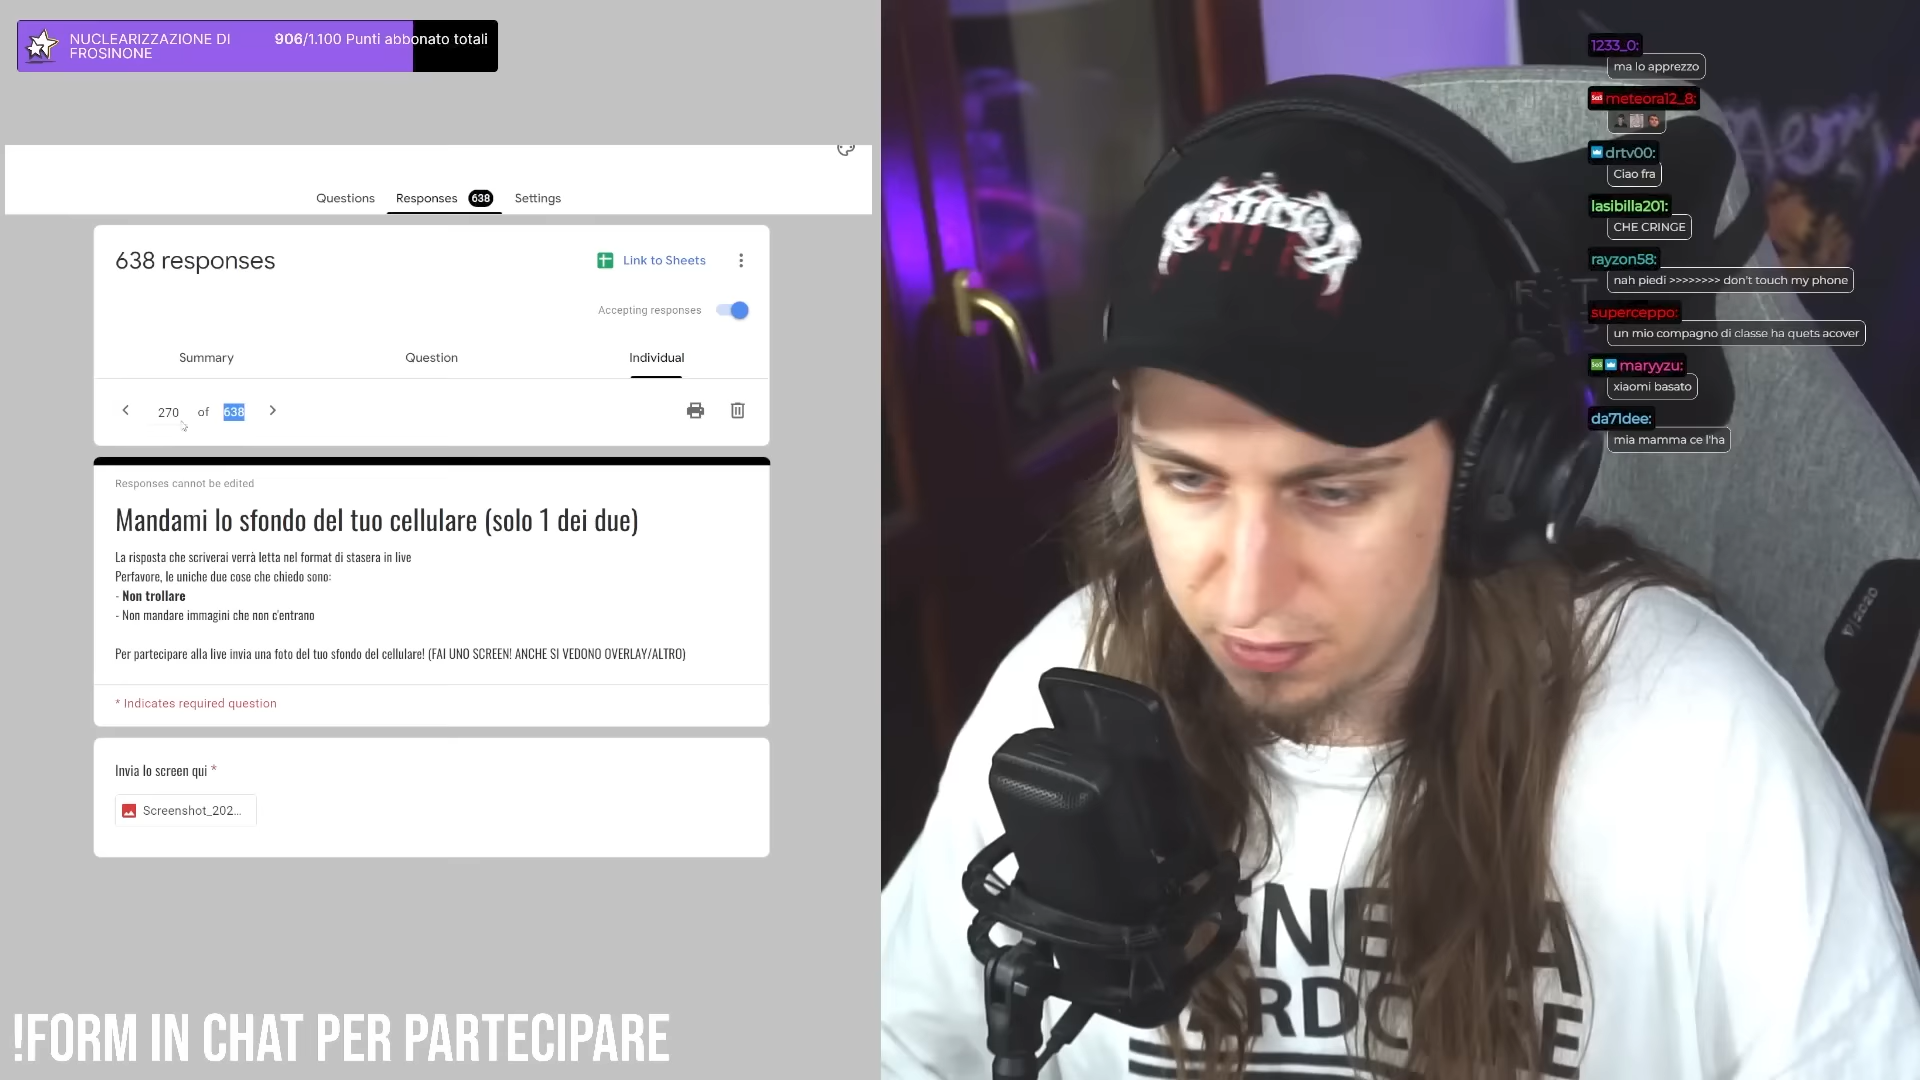 NUCLEARIZZAZIONE DI
FROSINONE
906/1.100 Punti abbonato totali
Questions
Responses 638
Settings
638 responses
Link to Sheets
Accepting responses
Summary
Question
Individual
270 of 638
Responses cannot be edited
Mandami lo sfondo del tuo cellulare (solo 1 dei due)
La risposta che scriverai verrà letta nel format di stasera in live
Perfavore, le uniche due cose che chiedo sono:
- Non trollare
- Non mandare immagini che non c'entrano
Per partecipare alla live invia una foto del tuo sfondo del cellulare! (FAI UNO SCREEN! ANCHE SI VEDONO OVERLAY/ALTRO)
* Indicates required question
Invia lo screen qui *
Screenshot_202...
!FORM IN CHAT PER PARTECIPARE
1233_0:
ma lo apprezzo
meteora12_8:
drtv00:
Ciao fra
lasibilla201:
CHE CRINGE
rayzon58:
nah piedi >>>>>>>> don't touch my phone
superceppo:
un mio compagno di classe ha quets acover
maryyzu:
xiaomi basato
da71dee:
mia mamma ce l'ha